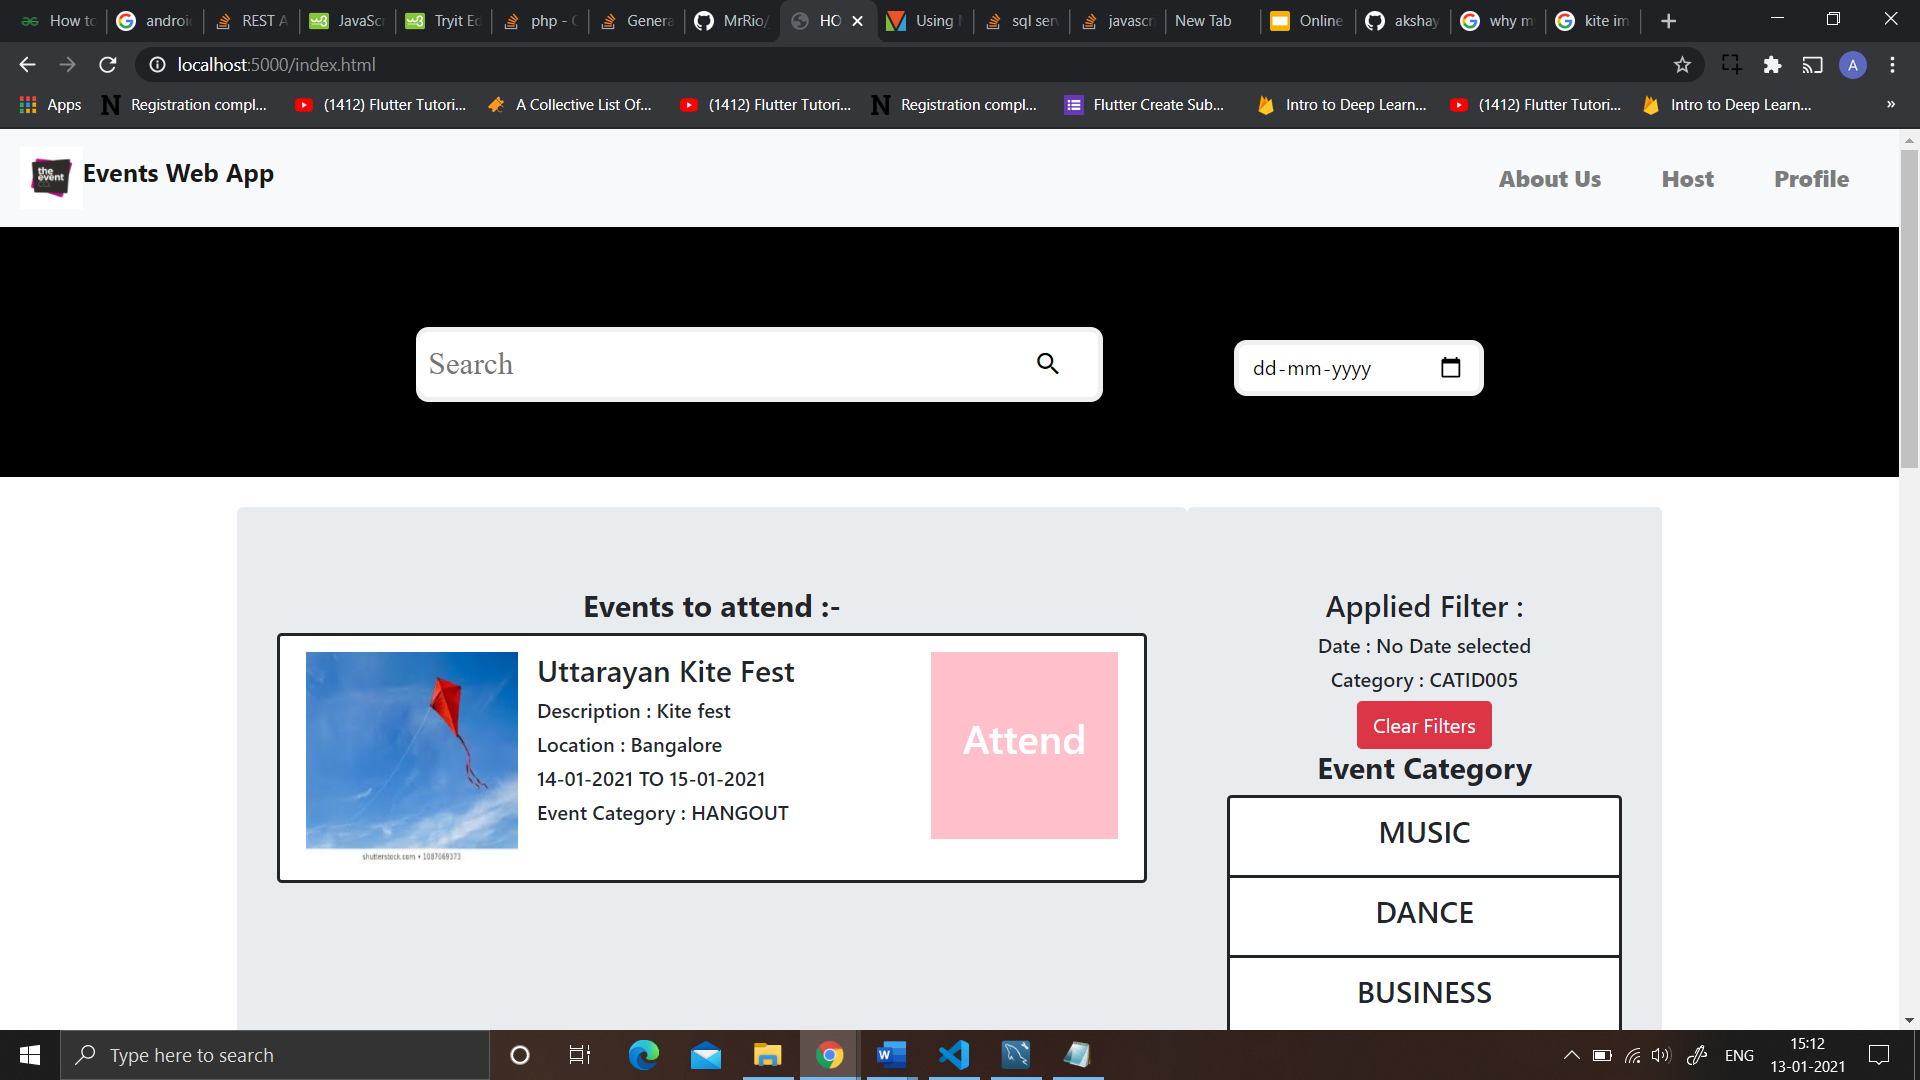 How to
android
REST A
JavaScr
Tryit Ed
php - C
Genera
MrRio/
HO
Using
sql serv
javascri
New Tab
Online
akshay
why my
kite im
localhost:5000/index.html
A
Apps
Registration compl...
(1412) Flutter Tutori...
A Collective List Of...
(1412) Flutter Tutori...
Registration compl...
Flutter Create Sub...
Intro to Deep Learn...
(1412) Flutter Tutori...
Intro to Deep Learn...
»
the
event
Events Web App
About Us
Host
Profile
Search
dd-mm-yyyy
Events to attend :-
Uttarayan Kite Fest
Description : Kite fest
Location : Bangalore
14-01-2021 TO 15-01-2021
Event Category : HANGOUT
shutterstock.com • 1087069373
Attend
Applied Filter :
Date : No Date selected
Category : CATID005
Clear Filters
Event Category
MUSIC
DANCE
BUSINESS
Type here to search
ENG
15:12
13-01-2021